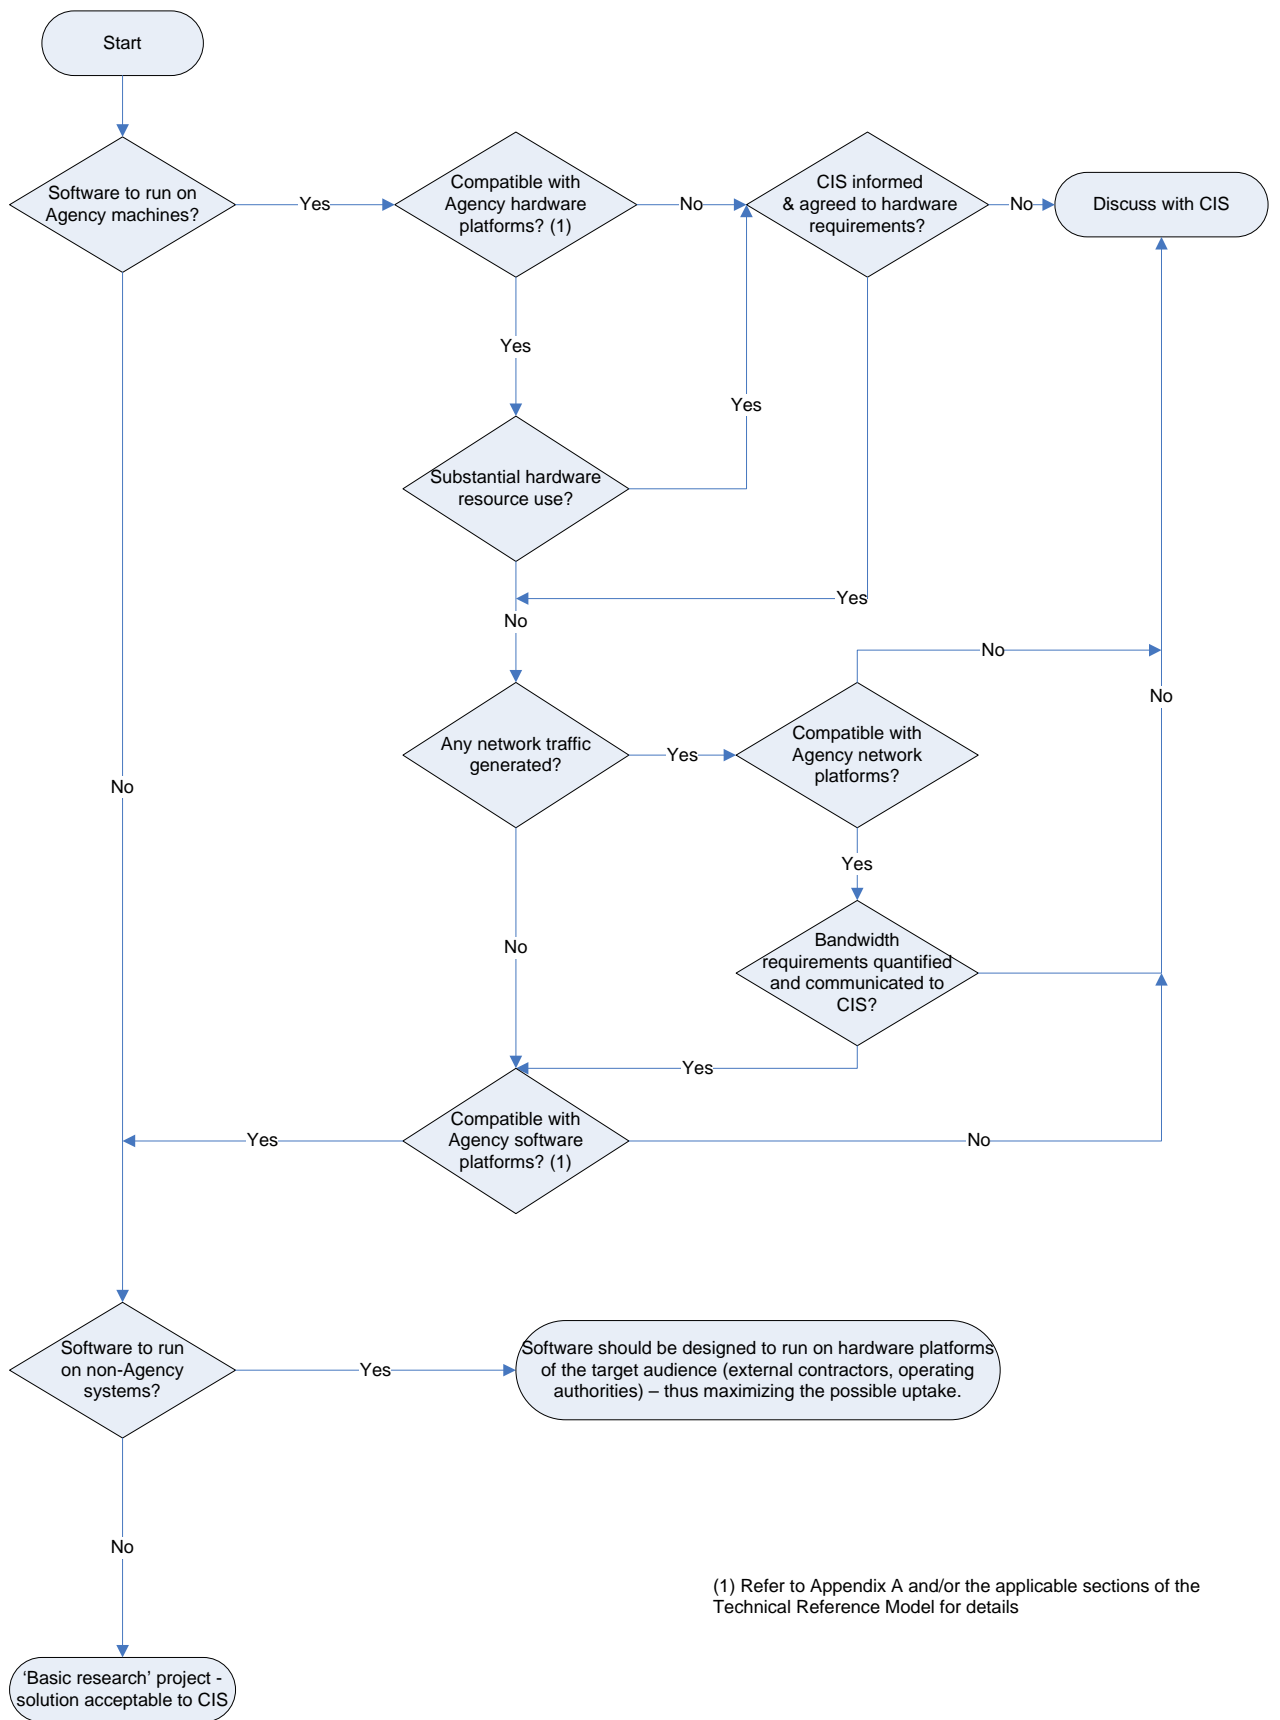 Start
Software to run on
Agency machines?
Yes
Compatible with
Agency hardware
platforms? (1)
No
CIS informed
& agreed to hardware
requirements?
No
Discuss with CIS
Yes
Yes
Substantial hardware
resource use?
Yes
No
No
No
Any network traffic
generated?
Yes
Compatible with
Agency network
platforms?
No
Yes
No
Bandwidth
requirements quantified
and communicated to
CIS?
Yes
Compatible with
Agency software
platforms? (1)
Yes
No
Software to run
on non-Agency
systems?
Yes
Software should be designed to run on hardware platforms
of the target audience (external contractors, operating
authorities) – thus maximizing the possible uptake.
No
(1) Refer to Appendix A and/or the applicable sections of the
Technical Reference Model for details
‘Basic research’ project -
solution acceptable to CIS